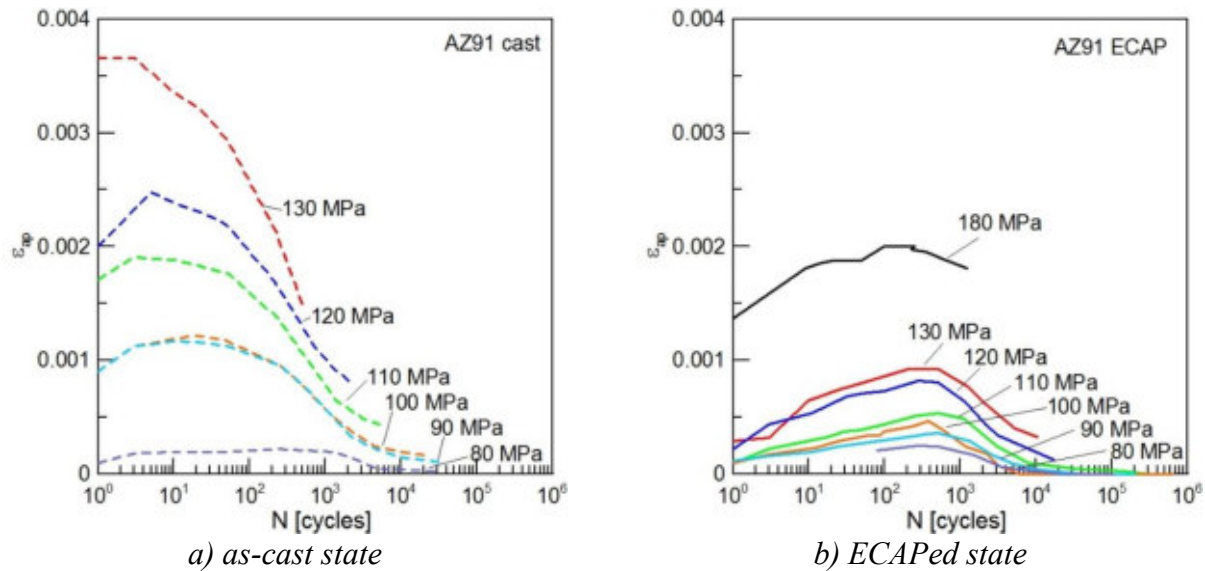 0.004
0.003
0.002
0.001
0
ε_ap
AZ91 cast
130 MPa
120 MPa
110 MPa
100 MPa
90 MPa
80 MPa
10^0 10^1 10^2 10^3 10^4 10^5 10^6
N [cycles]
a) as-cast state
0.004
0.003
0.002
0.001
0
ε_ap
AZ91 ECAP
180 MPa
130 MPa
120 MPa
110 MPa
100 MPa
90 MPa
80 MPa
10^0 10^1 10^2 10^3 10^4 10^5 10^6
N [cycles]
b) ECAPed state